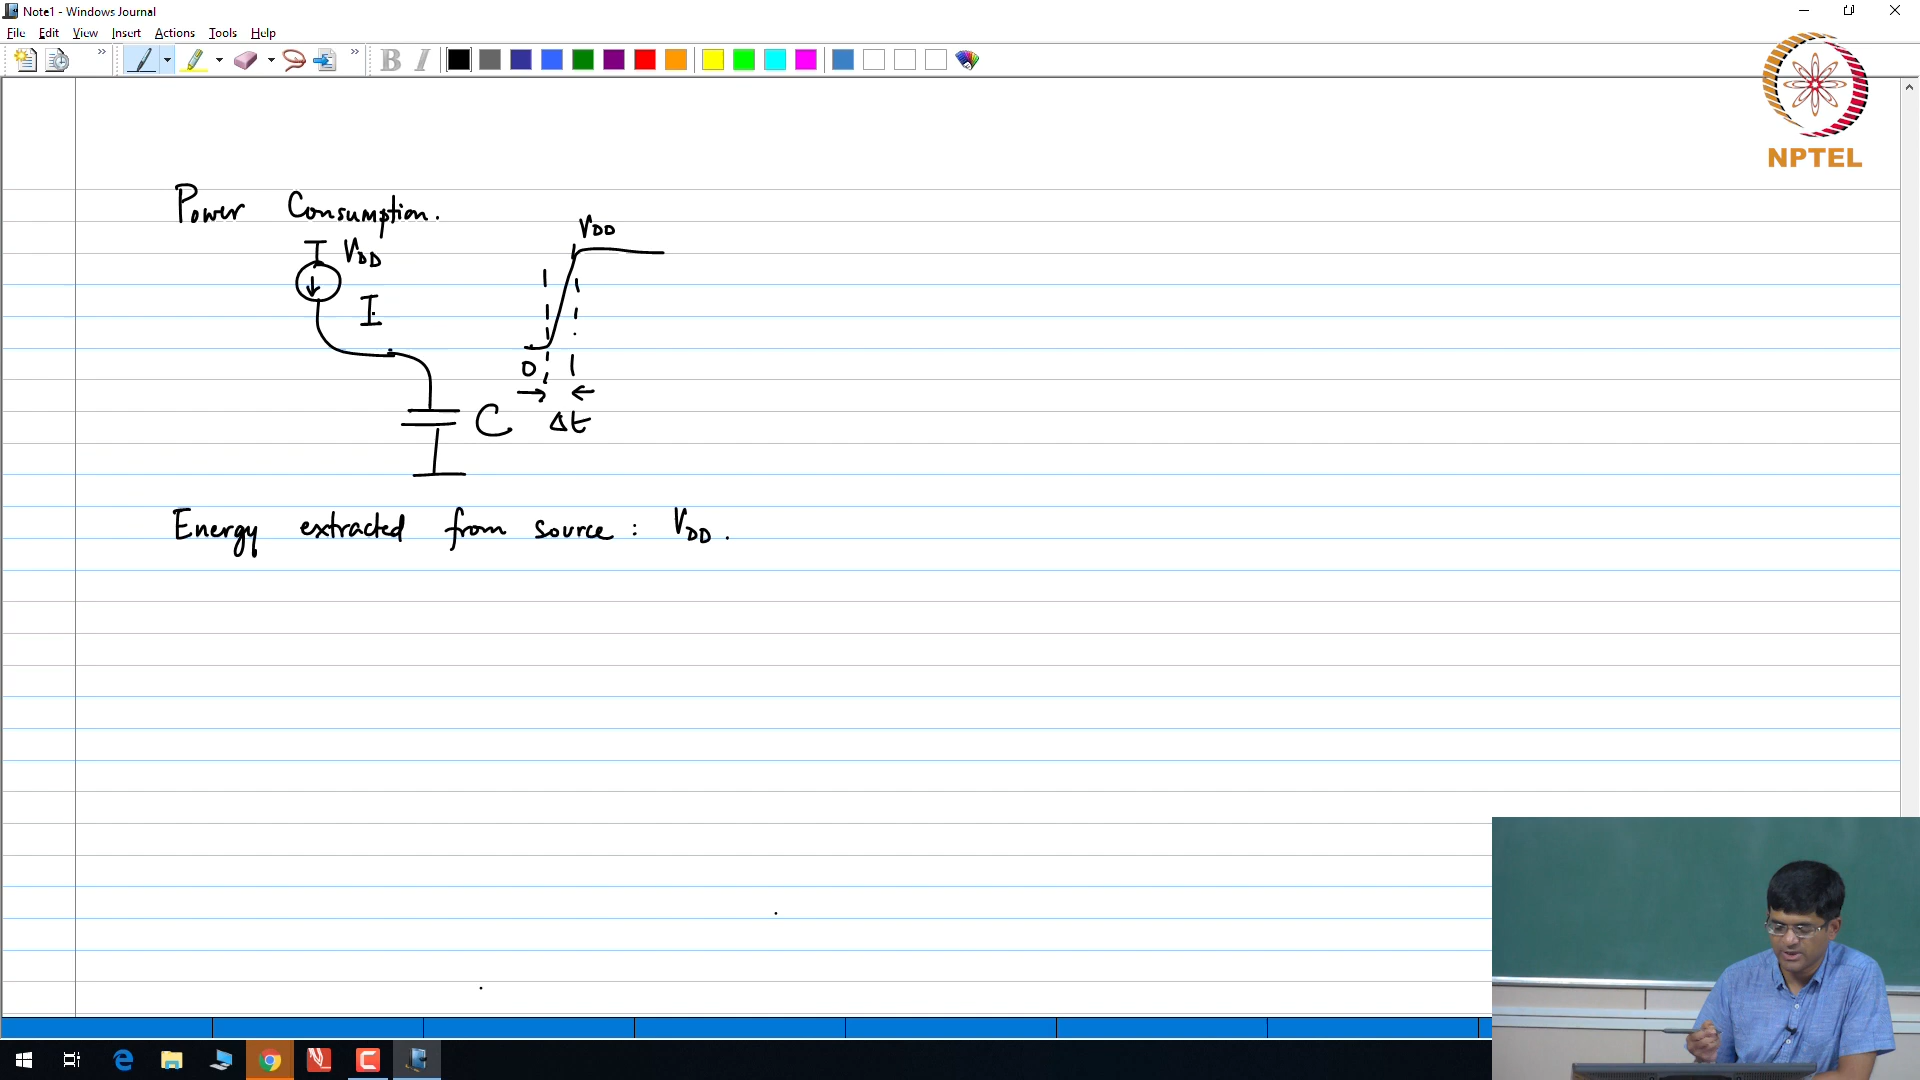 Note1 - Windows Journal
File Edit View Insert Actions Tools Help
B I
NPTEL
Power Consumption.
VDD
VDD
I
0
Δt
C
Energy extracted from source : VDD .